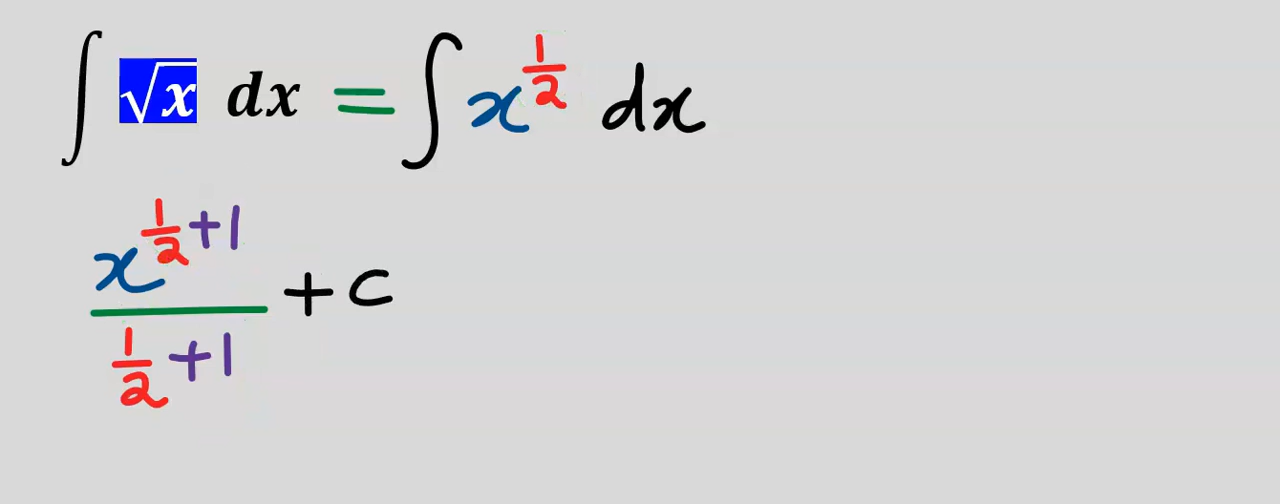 ∫ √x dx = ∫ x^(1/2) dx
x^(1/2 + 1) / (1/2 + 1) + c